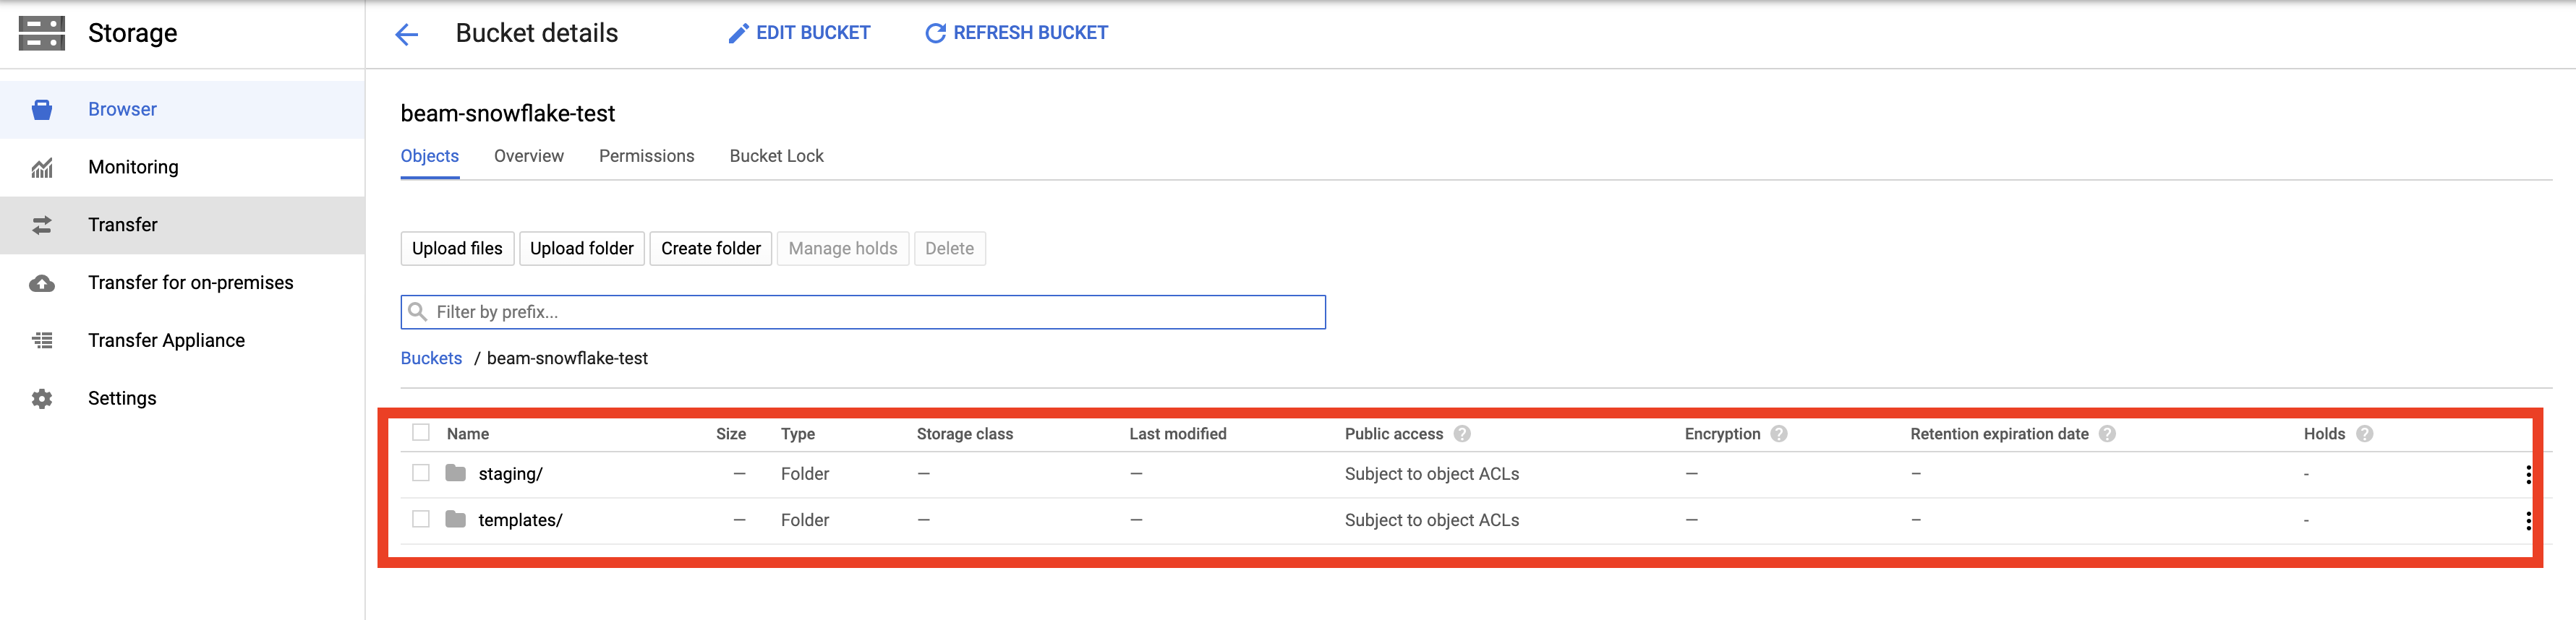 Storage
Bucket details EDIT BUCKET REFRESH BUCKET
Browser
Monitoring
Transfer
Transfer for on-premises
Transfer Appliance
Settings
beam-snowflake-test
Objects Overview Permissions Bucket Lock
Upload files Upload folder Create folder Manage holds Delete
Filter by prefix...
Buckets / beam-snowflake-test
Name Size Type Storage class Last modified Public access ? Encryption ? Retention expiration date ? Holds ?
staging/ — Folder — — Subject to object ACLs — – -
templates/ — Folder — — Subject to object ACLs — – -